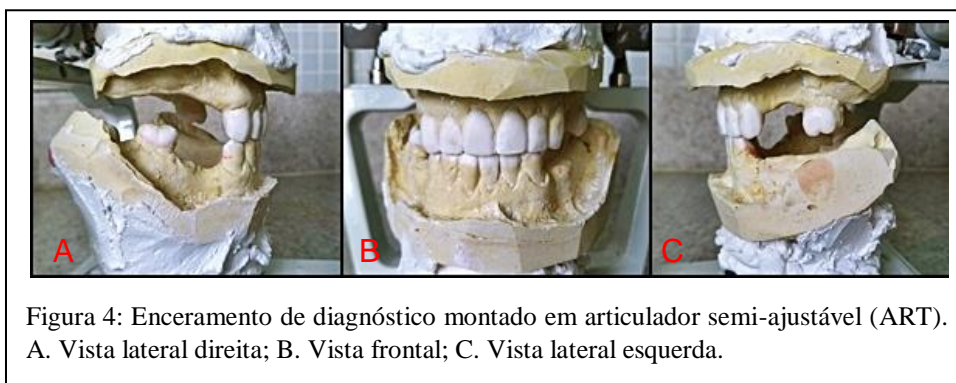 A
B
C
Figura 4: Enceramento de diagnóstico montado em articulador semi-ajustável (ART).
A. Vista lateral direita; B. Vista frontal; C. Vista lateral esquerda.